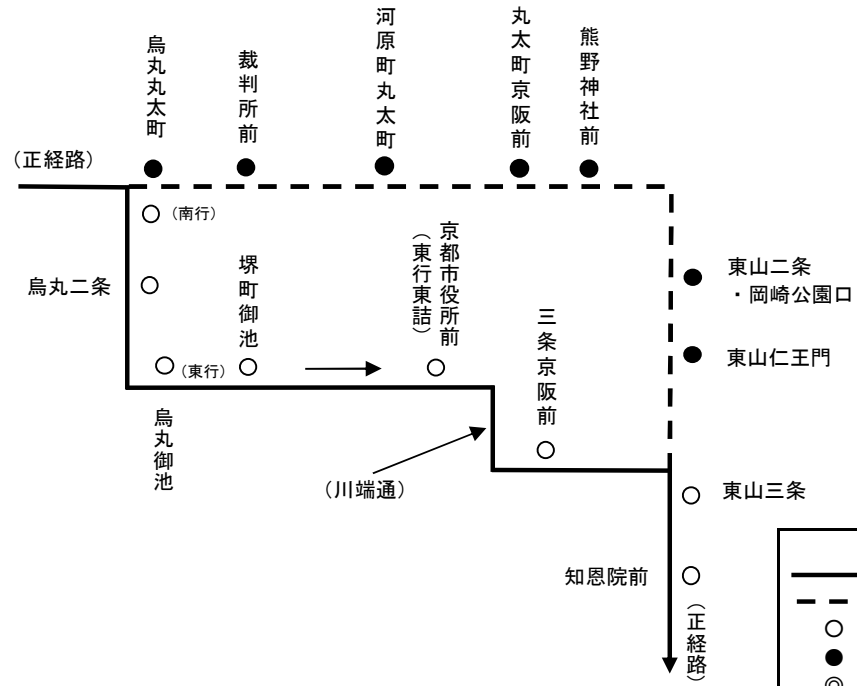 烏丸丸太町
裁判所前
河原町丸太町
丸太町京阪前
熊野神社前
（正経路）
（南行）
烏丸二条
堺町御池
京都市役所前
（東行東詰）
三条京阪前
東山二条
・岡崎公園口
東山仁王門
（東行）
烏丸御池
（川端通）
東山三条
知恩院前
（正経路）